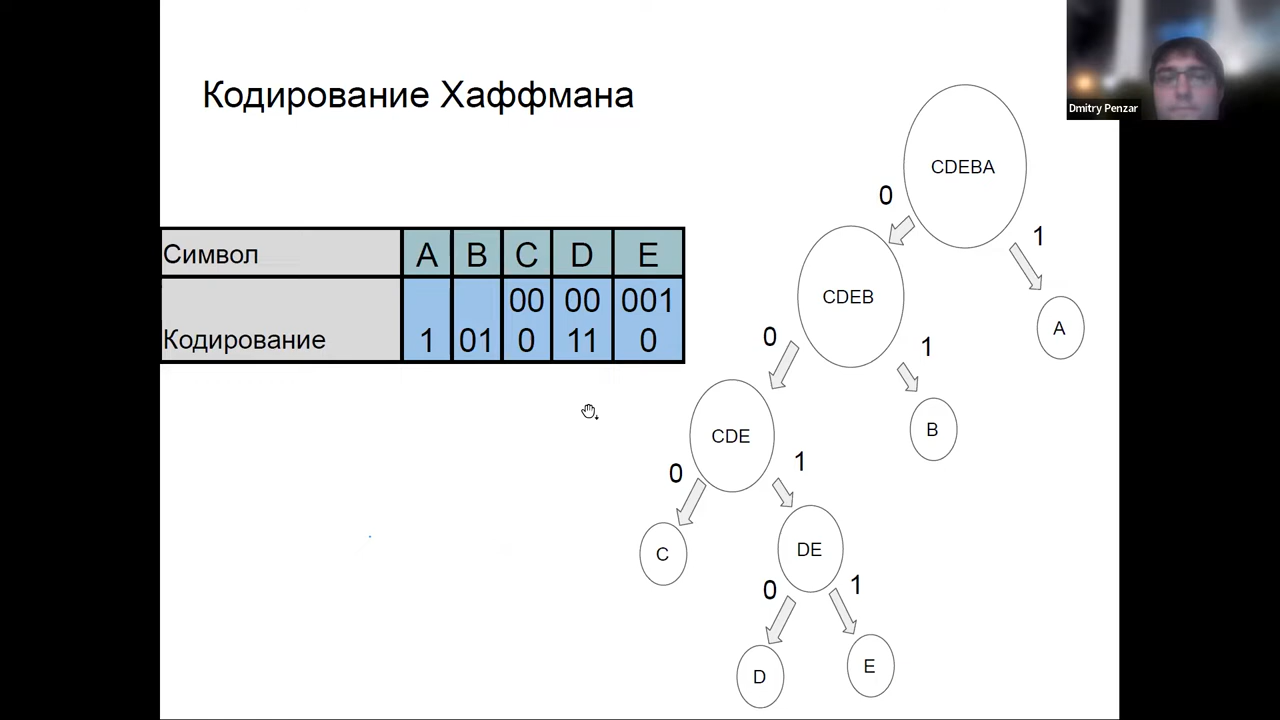 Dmitry Penzar
Кодирование Хаффмана
CDEBA
0
1
Символ A B C D E
Кодирование 1 01 00 0 00 11 001 0
CDEB
A
0
1
CDE
B
0
1
C
DE
0
1
D
E